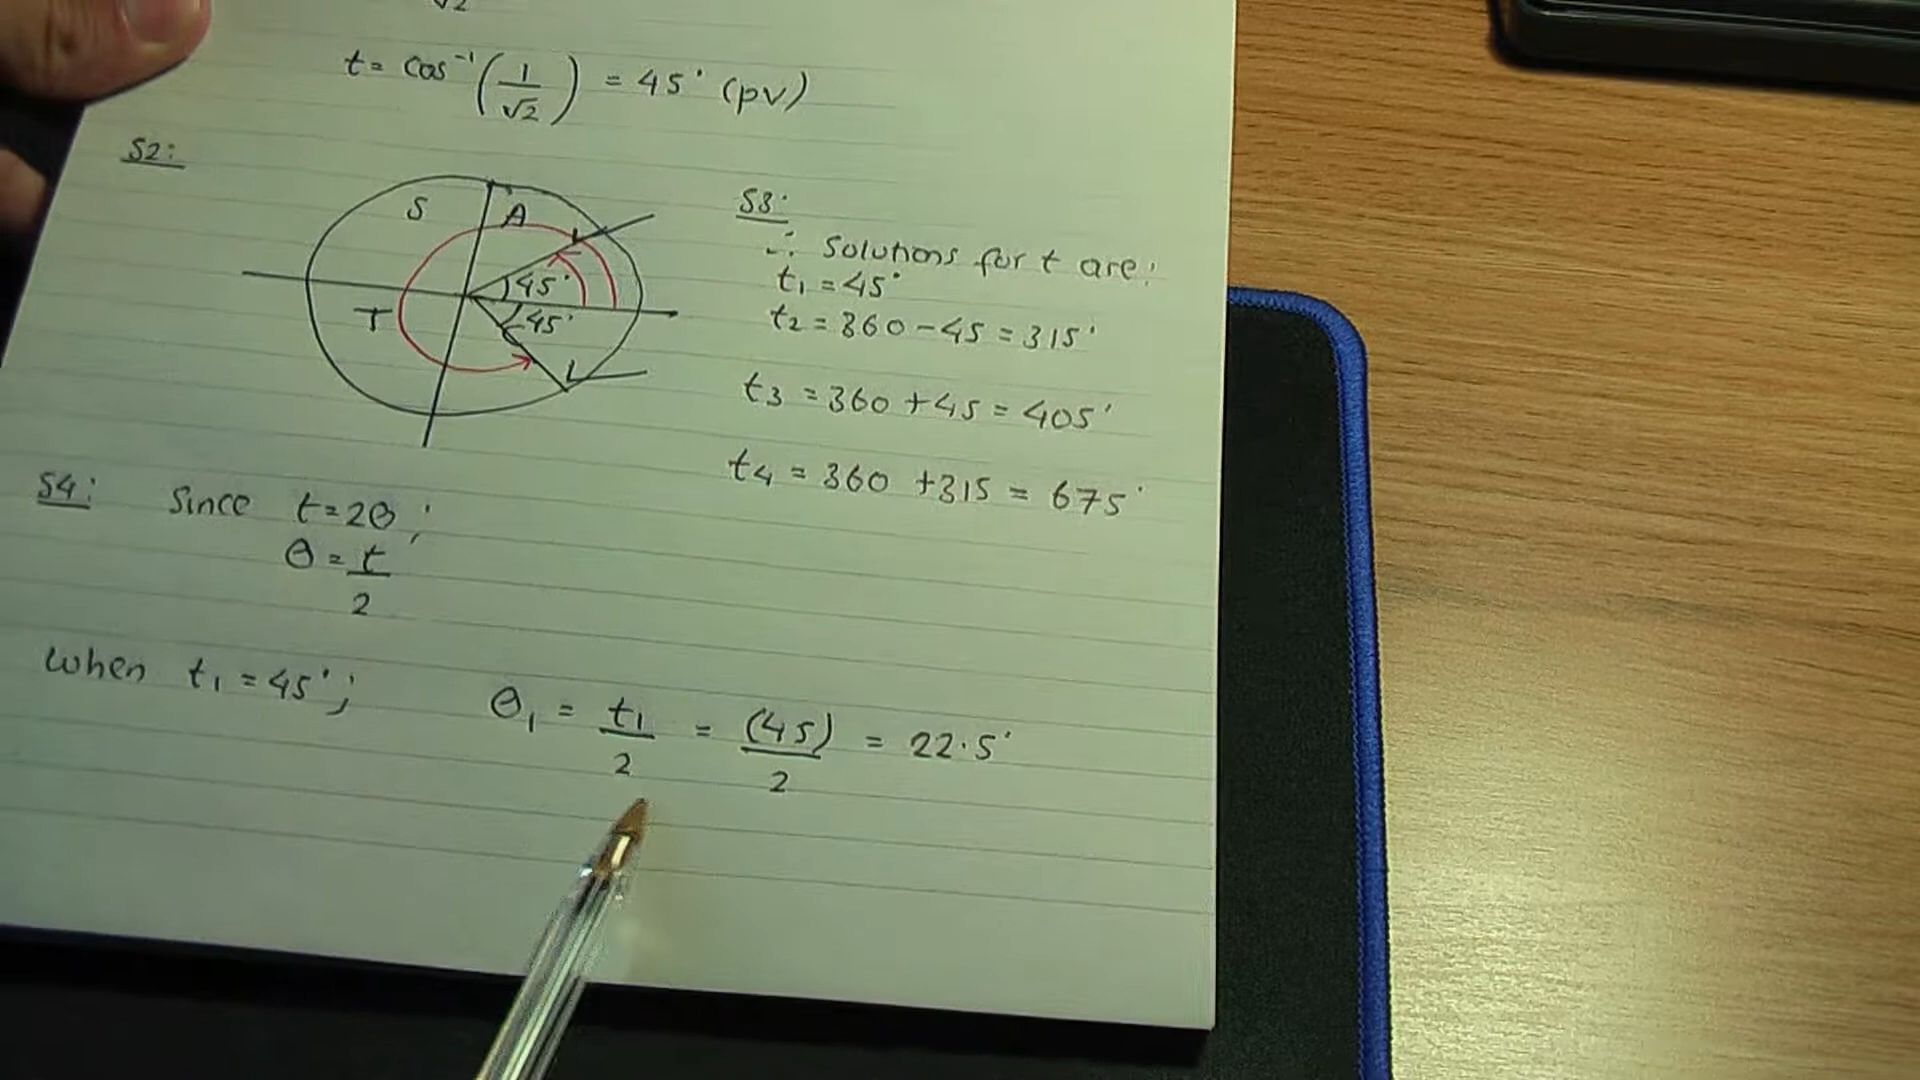 √2
t = cos⁻¹(1/√2) = 45° (pv)
S2:
S A
45°
T 45°
S3:
∴ Solutions for t are:
t₁ = 45°
t₂ = 360 - 45 = 315°
t₃ = 360 + 45 = 405°
t₄ = 360 + 315 = 675°
S4: Since t = 2θ;
θ = t/2
when t₁ = 45°; θ₁ = t₁/2 = (45)/2 = 22.5°